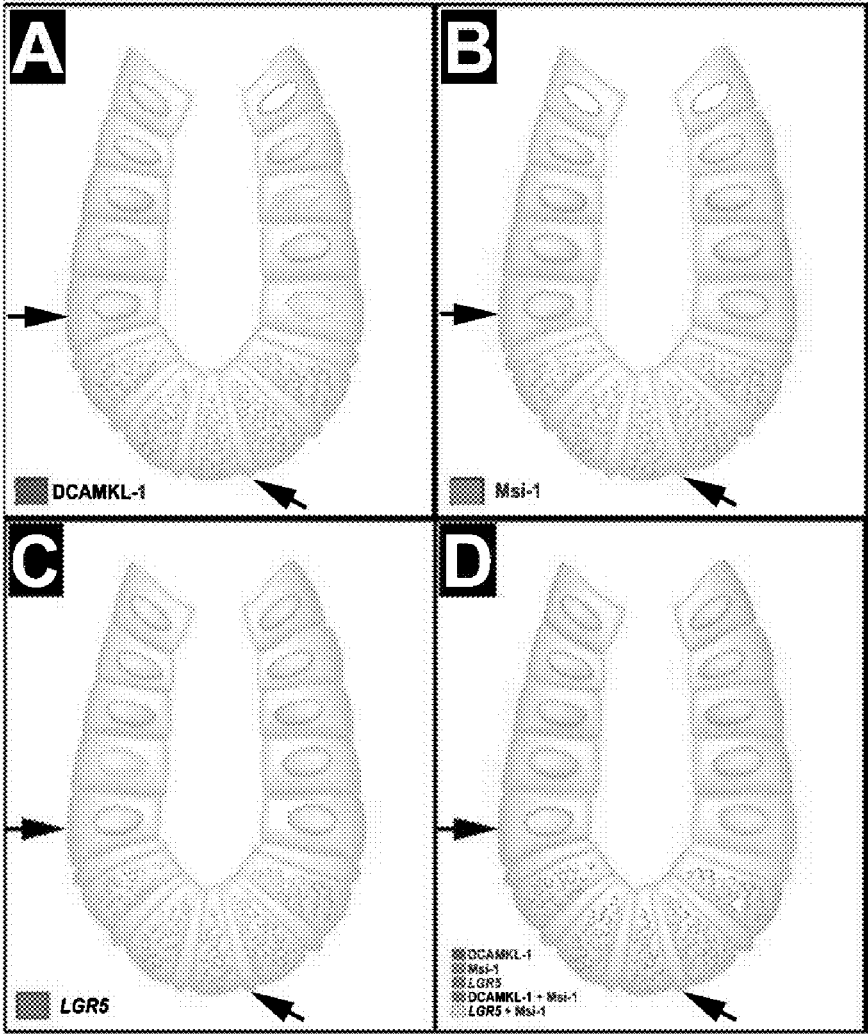 A
B
DCAMKL-1
Msi-1
C
D
LGR5
DCAMKL-1
Msi-1
LGR5
DCAMKL-1 + Msi-1
LGR5 + Msi-1